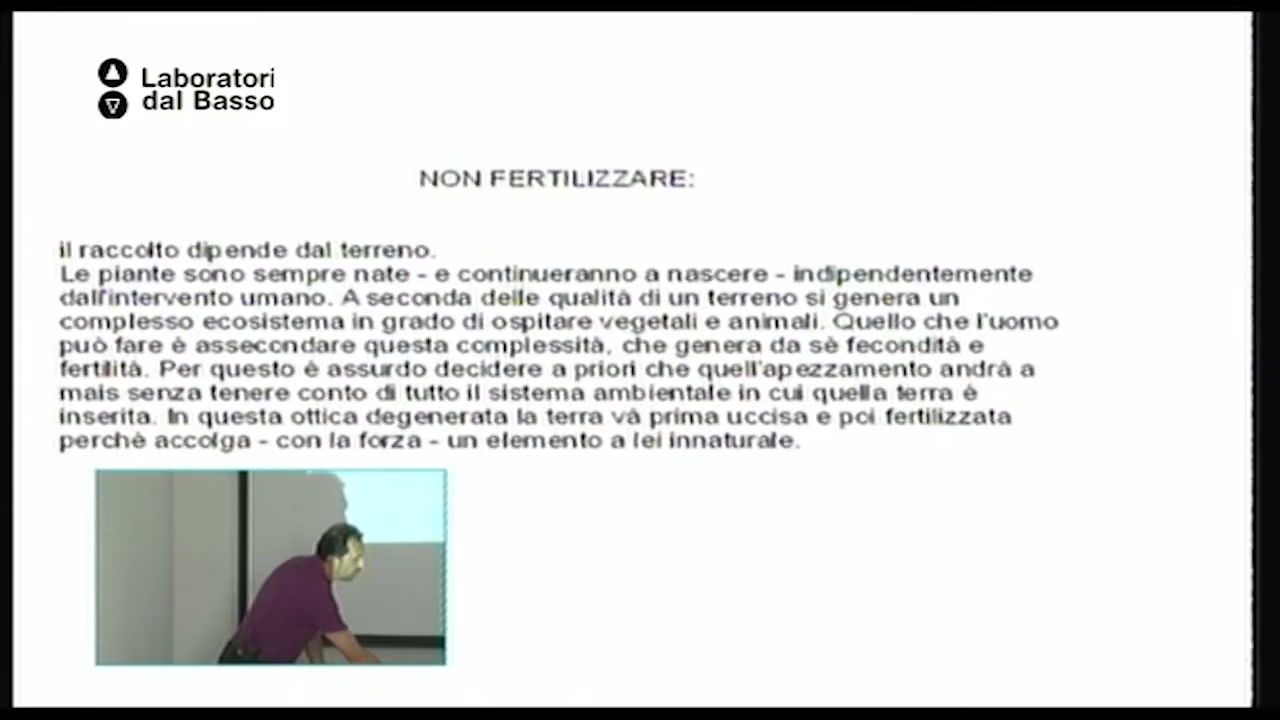 Laboratori
dal Basso
NON FERTILIZZARE:
il raccolto dipende dal terreno.
Le piante sono sempre nate - e continueranno a nascere - indipendentemente
dall'intervento umano. A seconda delle qualità di un terreno si genera un
complesso ecosistema in grado di ospitare vegetali e animali. Quello che l'uomo
può fare è assecondare questa complessità, che genera da sè fecondità e
fertilità. Per questo è assurdo decidere a priori che quell'apezzamento andrà a
mais senza tenere conto di tutto il sistema ambientale in cui quella terra è
inserita. In questa ottica degenerata la terra và prima uccisa e poi fertilizzata
perchè accolga - con la forza - un elemento a lei innaturale.